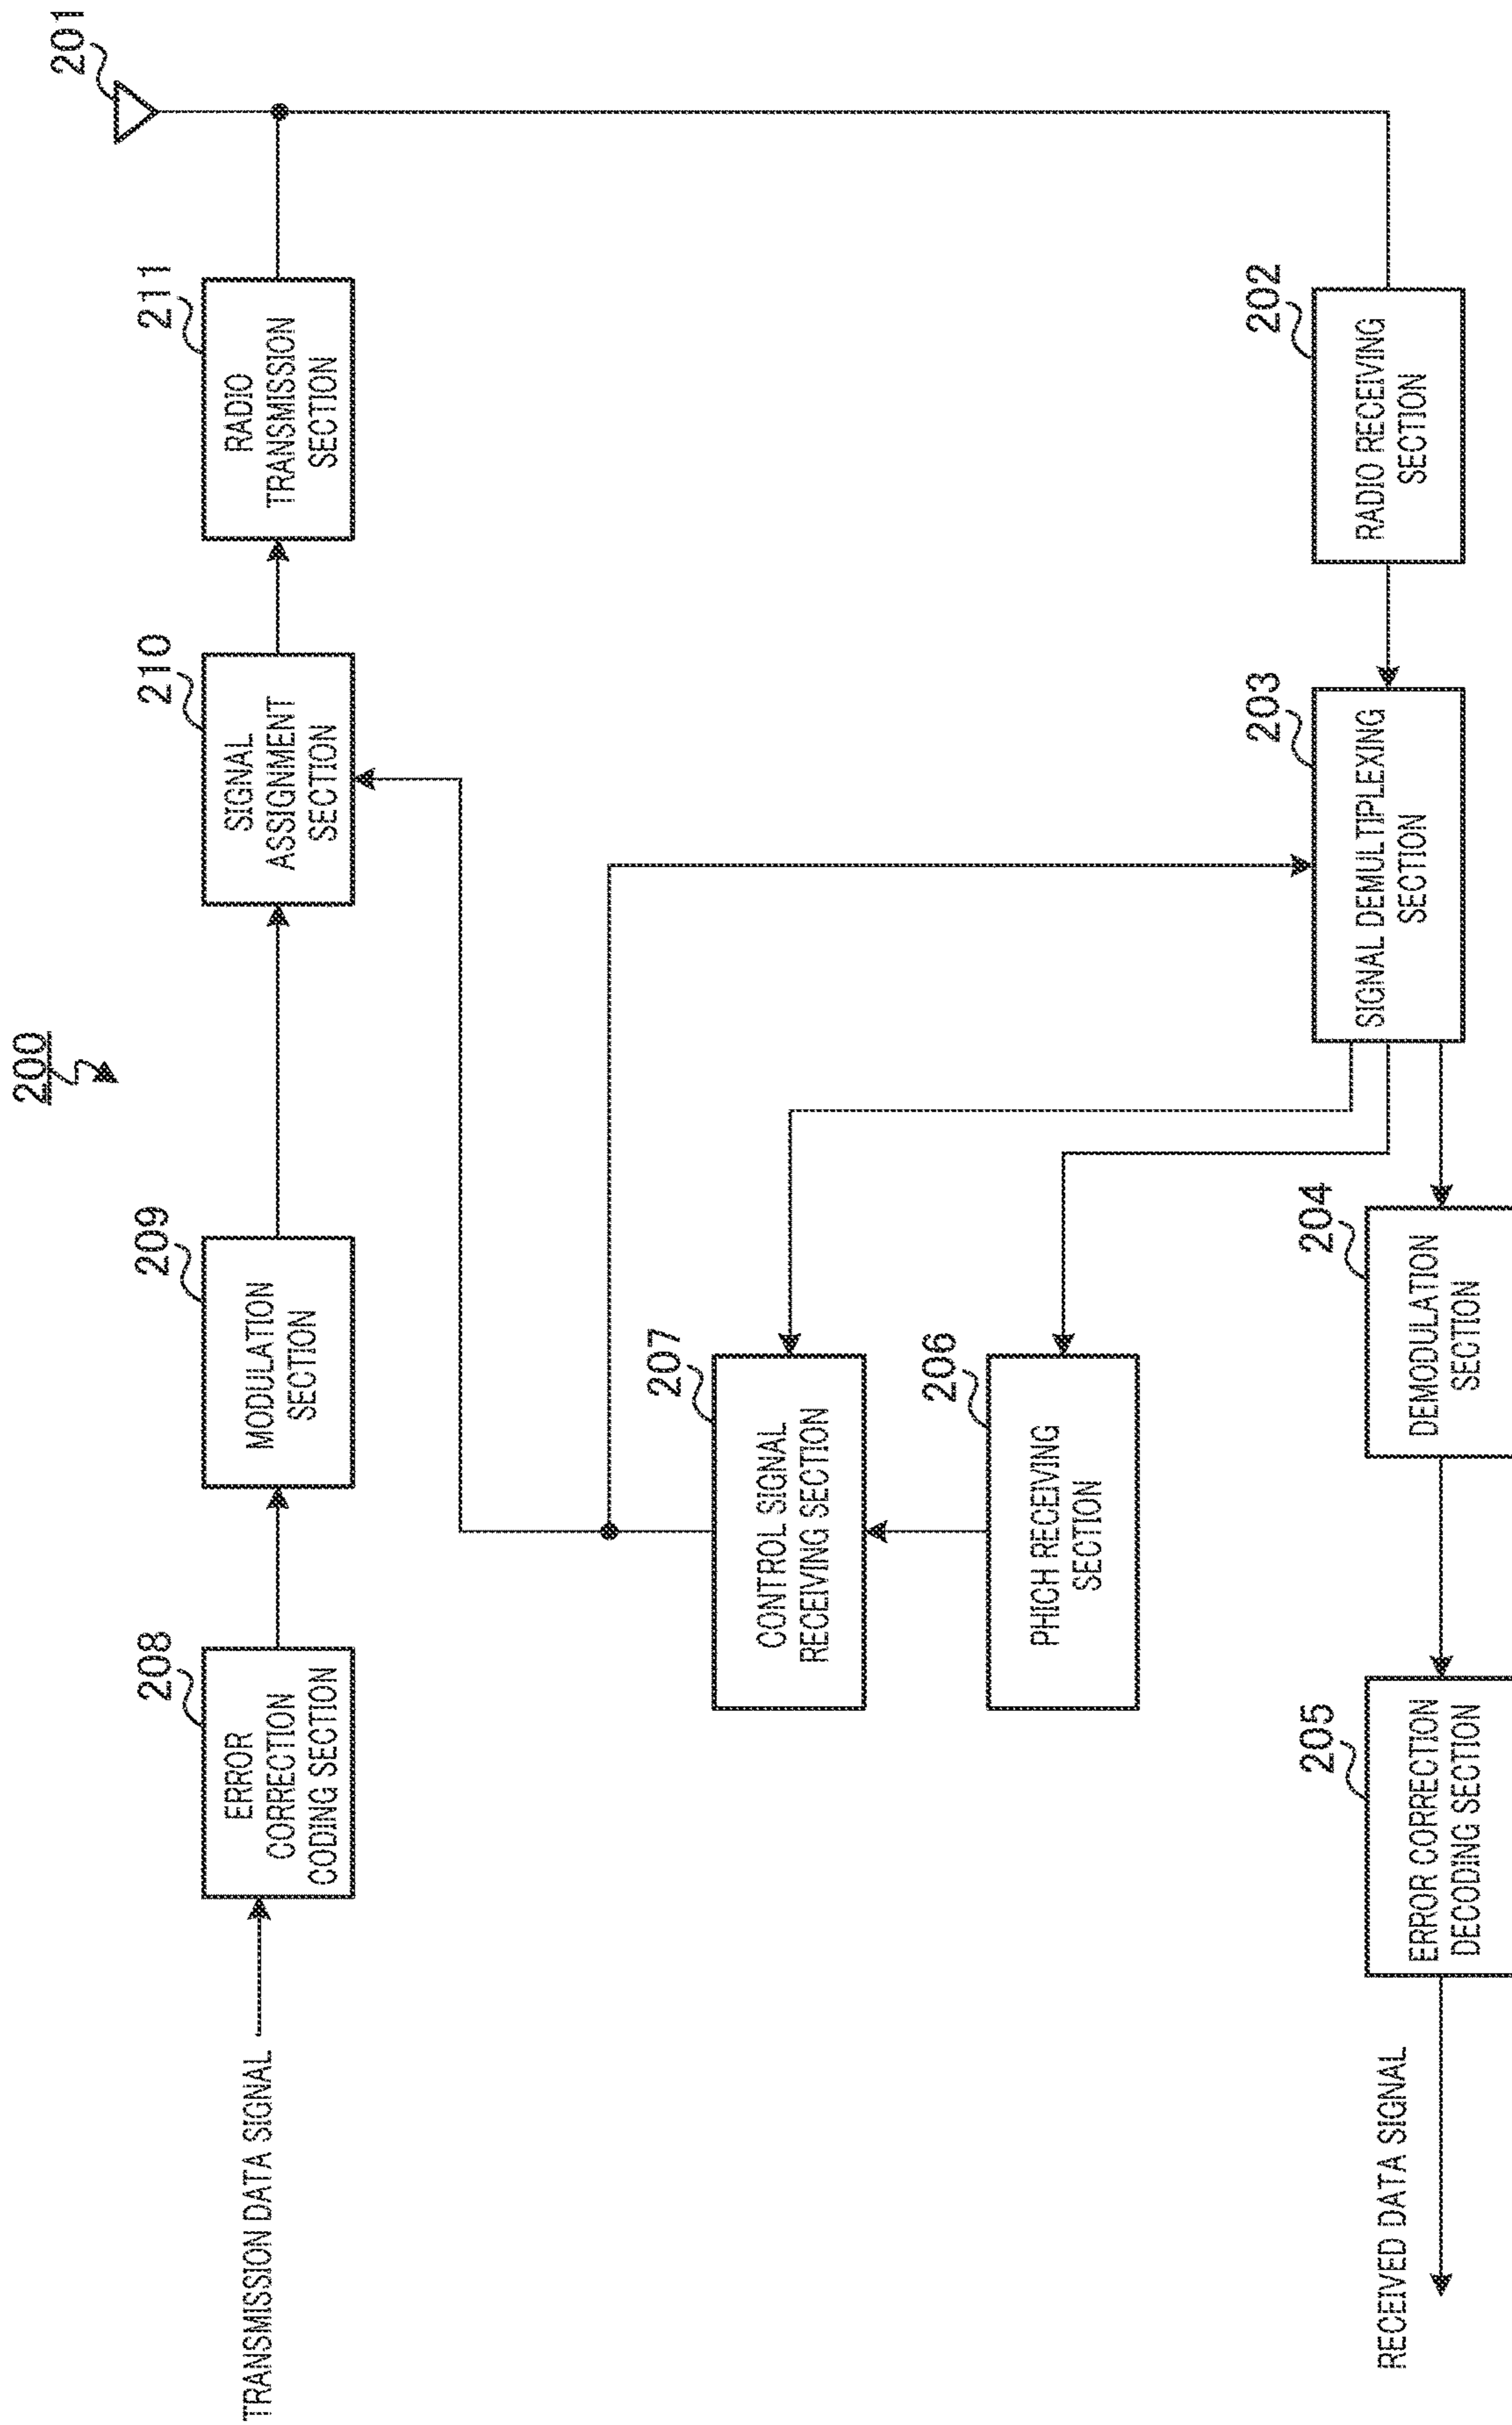 200
TRANSMISSION DATA SIGNAL
208
ERROR
CORRECTION
CODING SECTION
209
MODULATION
SECTION
210
SIGNAL
ASSIGNMENT
SECTION
211
RADIO
TRANSMISSION
SECTION
201
207
CONTROL SIGNAL
RECEIVING SECTION
206
PHICH RECEIVING
SECTION
RECEIVED DATA SIGNAL
205
ERROR CORRECTION
DECODING SECTION
204
DEMODULATION
SECTION
203
SIGNAL DEMULTIPLEXING
SECTION
202
RADIO RECEIVING
SECTION